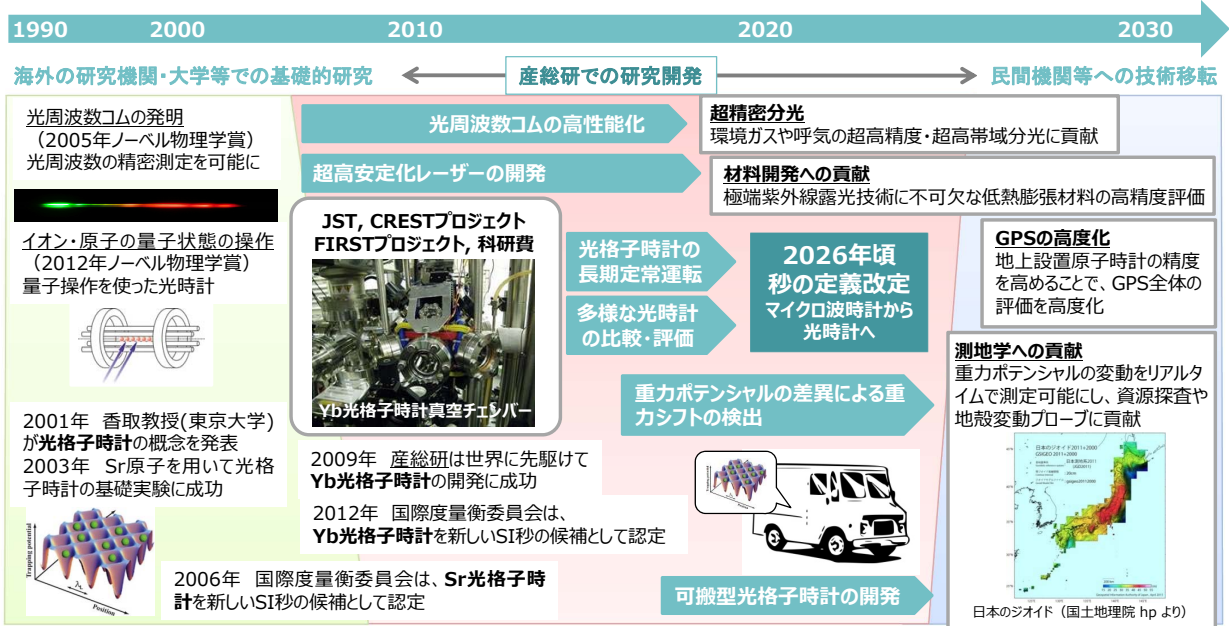 1990
2000
2010
2020
2030
海外の研究機関・大学等での基礎的研究
産総研での研究開発
民間機関等への技術移転
光周波数コムの発明
（2005年ノーベル物理学賞）
光周波数の精密測定を可能に
イオン・原子の量子状態の操作
（2012年ノーベル物理学賞）
量子操作を使った光時計
2001年 香取教授(東京大学)
が光格子時計の概念を発表
2003年 Sr原子を用いて光格
子時計の基礎実験に成功
Trapping potential
λL
Position
2006年 国際度量衡委員会は、Sr光格子時
計を新しいSI秒の候補として認定
光周波数コムの高性能化
超高安定化レーザーの開発
JST, CRESTプロジェクト
FIRSTプロジェクト, 科研費
Yb光格子時計真空チェンバー
光格子時計の
長期定常運転
多様な光時計
の比較・評価
2026年頃
秒の定義改定
マイクロ波時計から
光時計へ
重力ポテンシャルの差異による重
力シフトの検出
2009年 産総研は世界に先駆けて
Yb光格子時計の開発に成功
2012年 国際度量衡委員会は、
Yb光格子時計を新しいSI秒の候補として認定
可搬型光格子時計の開発
超精密分光
環境ガスや呼気の超高精度・超高帯域分光に貢献
材料開発への貢献
極端紫外線露光技術に不可欠な低熱膨張材料の高精度評価
GPSの高度化
地上設置原子時計の精度
を高めることで、GPS全体の
評価を高度化
測地学への貢献
重力ポテンシャルの変動をリアルタ
イムで測定可能にし、資源探査や
地殻変動プローブに貢献
日本のジオイド2011+2000
GSIGEO 2011+2000
日本のジオイド（国土地理院 hp より）